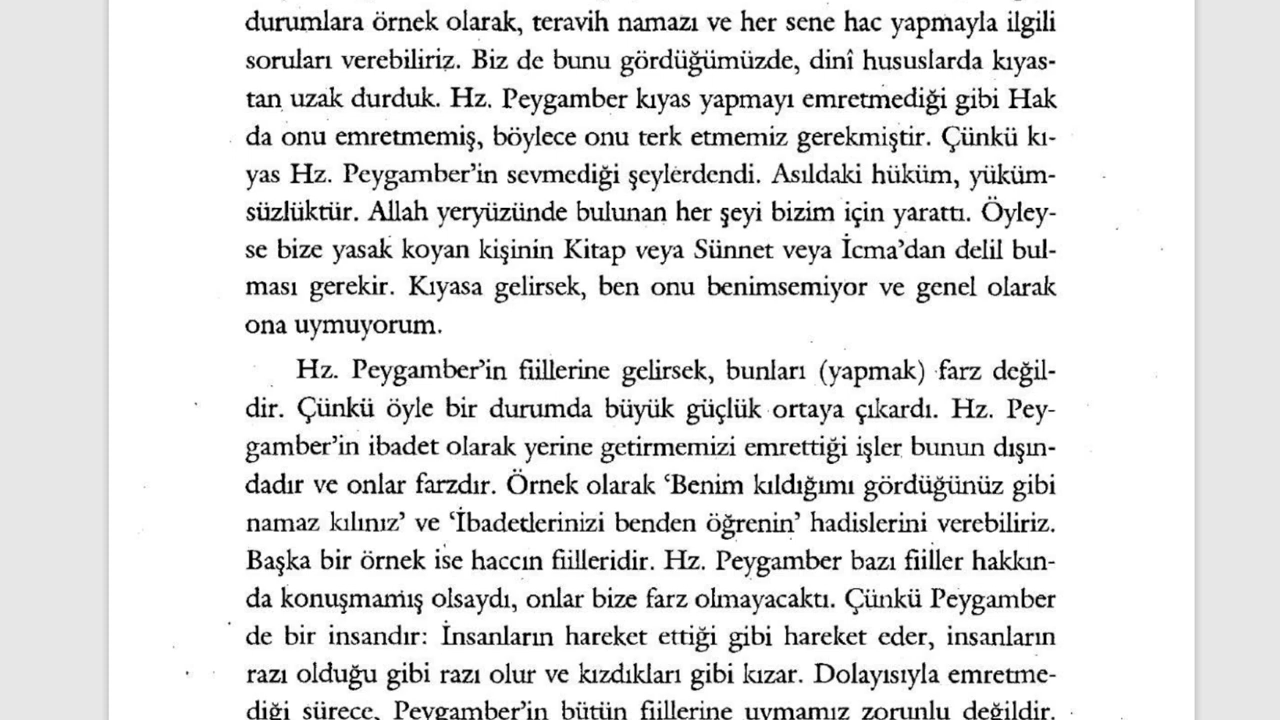 durumlara örnek olarak, teravih namazı ve her sene hac yapmayla ilgili
soruları verebiliriz. Biz de bunu gördüğümüzde, dinî hususlarda kıyas-
tan uzak durduk. Hz. Peygamber kıyas yapmayı emretmediği gibi Hak
da onu emretmemiş, böylece onu terk etmemiz gerekmiştir. Çünkü kı-
yas Hz. Peygamber’in sevmediği şeylerdendi. Asıldaki hüküm, yüküm-
süzlüktür. Allah yeryüzünde bulunan her şeyi bizim için yarattı. Öyley-
se bize yasak koyan kişinin Kitap veya Sünnet veya İcma’dan delil bul-
ması gerekir. Kıyasa gelirsek, ben onu benimsemiyor ve genel olarak
ona uymuyorum.
Hz. Peygamber’in fiillerine gelirsek, bunları (yapmak) farz değil-
dir. Çünkü öyle bir durumda büyük güçlük ortaya çıkardı. Hz. Pey-
gamber’in ibadet olarak yerine getirmemizi emrettiği işler bunun dışın-
dadır ve onlar farzdır. Örnek olarak ‘Benim kıldığımı gördüğünüz gibi
namaz kılınız’ ve ‘İbadetlerinizi benden öğrenin’ hadislerini verebiliriz.
Başka bir örnek ise haccın fiilleridir. Hz. Peygamber bazı fiiller hakkın-
da konuşmamış olsaydı, onlar bize farz olmayacaktı. Çünkü Peygamber
de bir insandır: İnsanların hareket ettiği gibi hareket eder, insanların
razı olduğu gibi razı olur ve kızdıkları gibi kızar. Dolayısıyla emretme-
diği sürece, Peygamber’in bütün fiillerine uymamız zorunlu değildir.